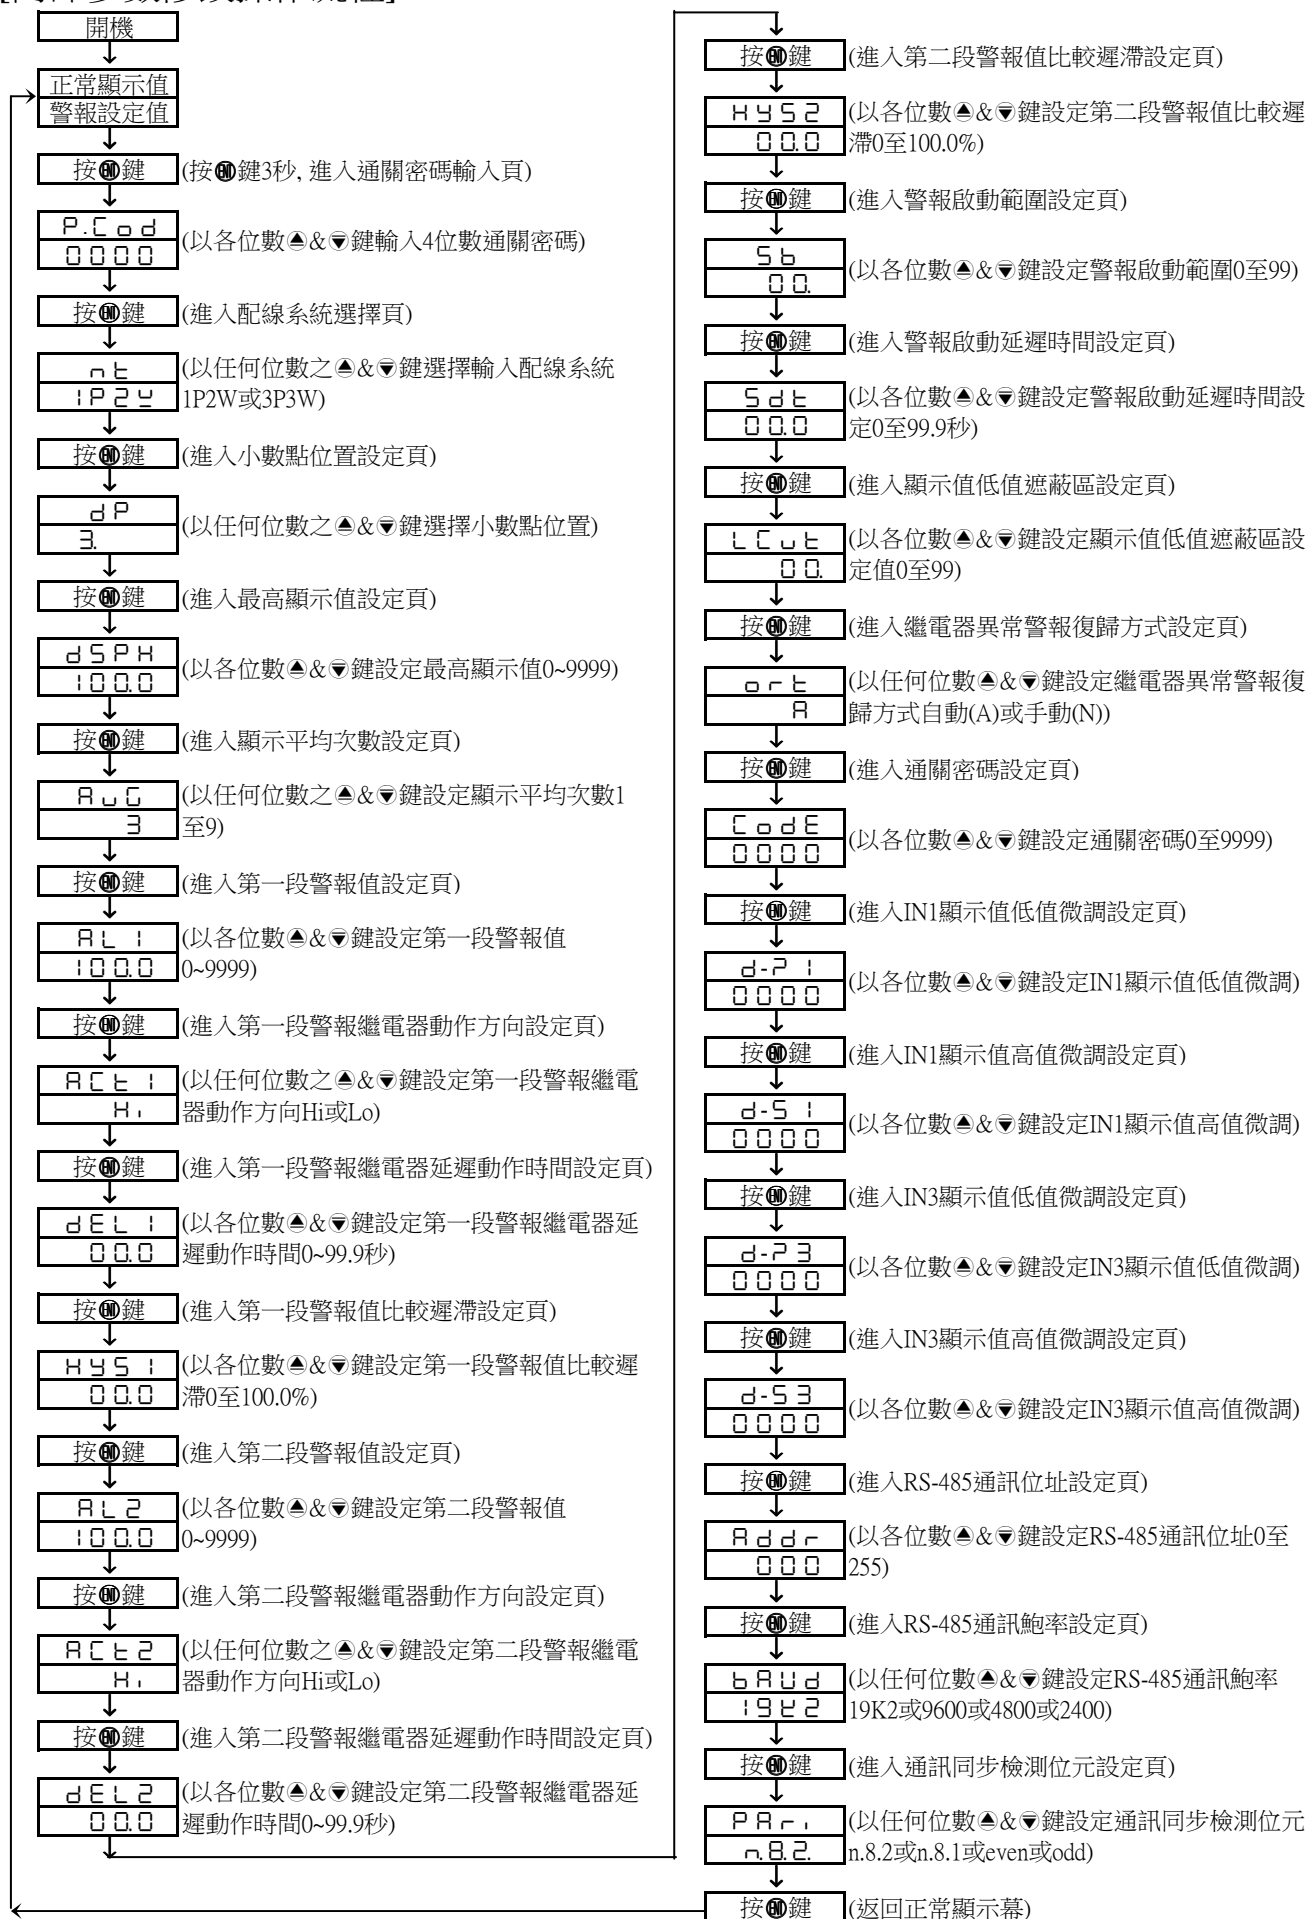 開機
正常顯示值
警報設定值
按鍵 (按鍵3秒, 進入通關密碼輸入頁)
P.Cod
0000
(以各位數&鍵輸入4位數通關密碼)
按鍵 (進入配線系統選擇頁)
nt
1P2W
(以任何位數之&鍵選擇輸入配線系統
1P2W或3P3W)
按鍵 (進入小數點位置設定頁)
dP
3.
(以任何位數之&鍵選擇小數點位置)
按鍵 (進入最高顯示值設定頁)
dSPH
100.0
(以各位數&鍵設定最高顯示值0~9999)
按鍵 (進入顯示平均次數設定頁)
AvG
3
(以任何位數之&鍵設定顯示平均次數1
至9)
按鍵 (進入第一段警報值設定頁)
AL1
100.0
(以各位數&鍵設定第一段警報值
0~9999)
按鍵 (進入第一段警報繼電器動作方向設定頁)
ACt1
Hi
(以任何位數之&鍵設定第一段警報繼電
器動作方向Hi或Lo)
按鍵 (進入第一段警報繼電器延遲動作時間設定頁)
dEL1
00.0
(以各位數&鍵設定第一段警報繼電器延
遲動作時間0~99.9秒)
按鍵 (進入第一段警報值比較遲滯設定頁)
HYS1
00.0
(以各位數&鍵設定第一段警報值比較遲
滯0至100.0%)
按鍵 (進入第二段警報值設定頁)
AL2
100.0
(以各位數&鍵設定第二段警報值
0~9999)
按鍵 (進入第二段警報繼電器動作方向設定頁)
ACt2
Hi
(以任何位數之&鍵設定第二段警報繼電
器動作方向Hi或Lo)
按鍵 (進入第二段警報繼電器延遲動作時間設定頁)
dEL2
00.0
(以各位數&鍵設定第二段警報繼電器延
遲動作時間0~99.9秒)
按鍵 (進入第二段警報值比較遲滯設定頁)
HYS2
00.0
(以各位數&鍵設定第二段警報值比較遲
滯0至100.0%)
按鍵 (進入警報啟動範圍設定頁)
Sb
00.
(以各位數&鍵設定警報啟動範圍0至99)
按鍵 (進入警報啟動延遲時間設定頁)
Sdt
00.0
(以各位數&鍵設定警報啟動延遲時間設
定0至99.9秒)
按鍵 (進入顯示值低值遮蔽區設定頁)
LCut
00.
(以各位數&鍵設定顯示值低值遮蔽區設
定值0至99)
按鍵 (進入繼電器異常警報復歸方式設定頁)
ort
A
(以任何位數&鍵設定繼電器異常警報復
歸方式自動(A)或手動(N))
按鍵 (進入通關密碼設定頁)
CodE
0000
(以各位數&鍵設定通關密碼0至9999)
按鍵 (進入IN1顯示值低值微調設定頁)
d-P1
0000
(以各位數&鍵設定IN1顯示值低值微調)
按鍵 (進入IN1顯示值高值微調設定頁)
d-S1
0000
(以各位數&鍵設定IN1顯示值高值微調)
按鍵 (進入IN3顯示值低值微調設定頁)
d-P3
0000
(以各位數&鍵設定IN3顯示值低值微調)
按鍵 (進入IN3顯示值高值微調設定頁)
d-S3
0000
(以各位數&鍵設定IN3顯示值高值微調)
按鍵 (進入RS-485通訊位址設定頁)
Addr
000
(以各位數&鍵設定RS-485通訊位址0至
255)
按鍵 (進入RS-485通訊鮑率設定頁)
bAUd
19K2
(以任何位數&鍵設定RS-485通訊鮑率
19K2或9600或4800或2400)
按鍵 (進入通訊同步檢測位元設定頁)
PAri
n.8.2.
(以任何位數&鍵設定通訊同步檢測位元
n.8.2或n.8.1或even或odd)
按鍵 (返回正常顯示幕)